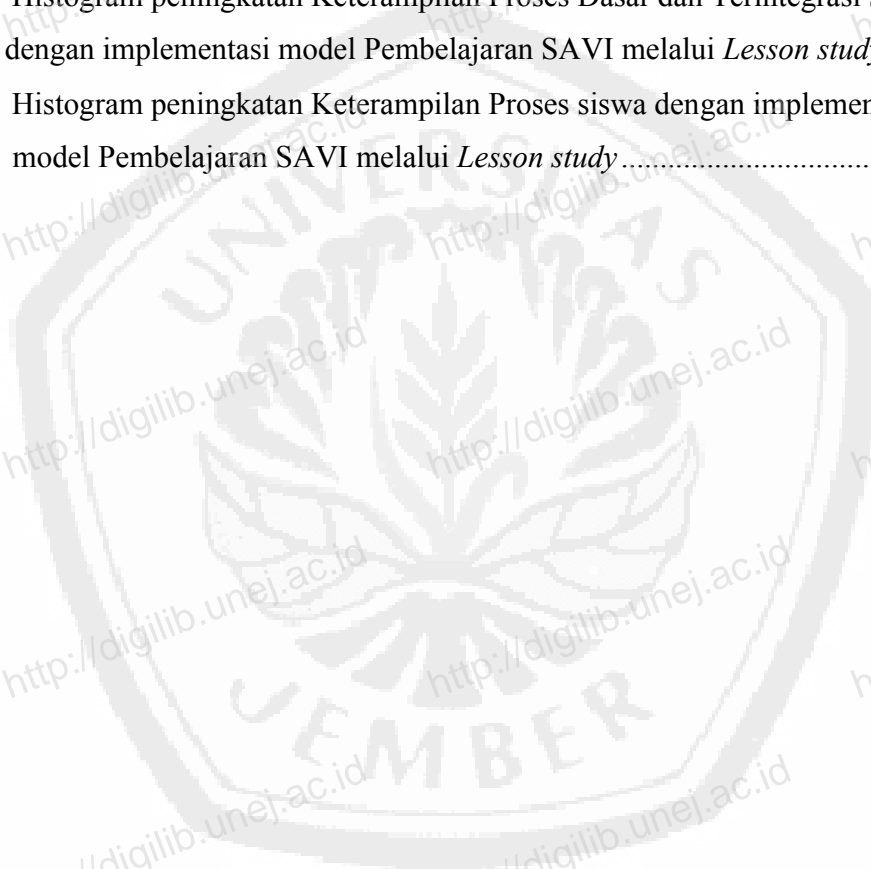 Histogram peningkatan Keterampilan Proses Dasar dan Terintegrasi
dengan implementasi model Pembelajaran SAVI melalui Lesson study
Histogram peningkatan Keterampilan Proses siswa dengan implemen
model Pembelajaran SAVI melalui Lesson study ................................
http://digilib.unej.ac.id
http://digilib.unej.ac.id
UNIVERSITAS
http://digilib.unej.ac.id
http://digilib.unej.ac.id
http://digilib.unej.ac.id
http://digilib.unej.ac.id
JEMBER
http://digilib.unej.ac.id
http://digilib.unej.ac.id